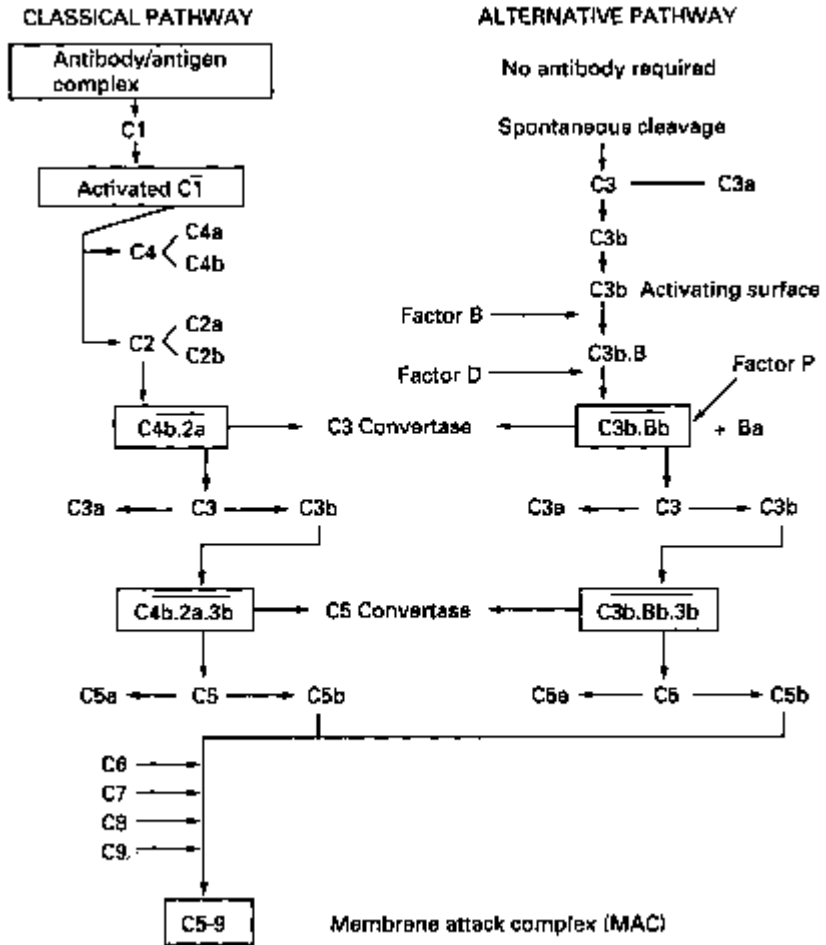 CLASSICAL PATHWAY
ALTERNATIVE PATHWAY
Antibody/antigen
complex
No antibody required
C1
Spontaneous cleavage
Activated C1̅
C3
C3a
C4
C4a
C4b
C3b
C3b Activating surface
Factor B
C2
C2a
C2b
C3b.B
Factor D
Factor P
C4b.2a
C3 Convertase
C3b.Bb
+ Ba
C3a
C3
C3b
C3a
C3
C3b
C4b.2a.3b
C5 Convertase
C3b.Bb.3b
C5a
C5
C5b
C5a
C5
C5b
C6
C7
C8
C9
C5-9
Membrane attack complex (MAC)